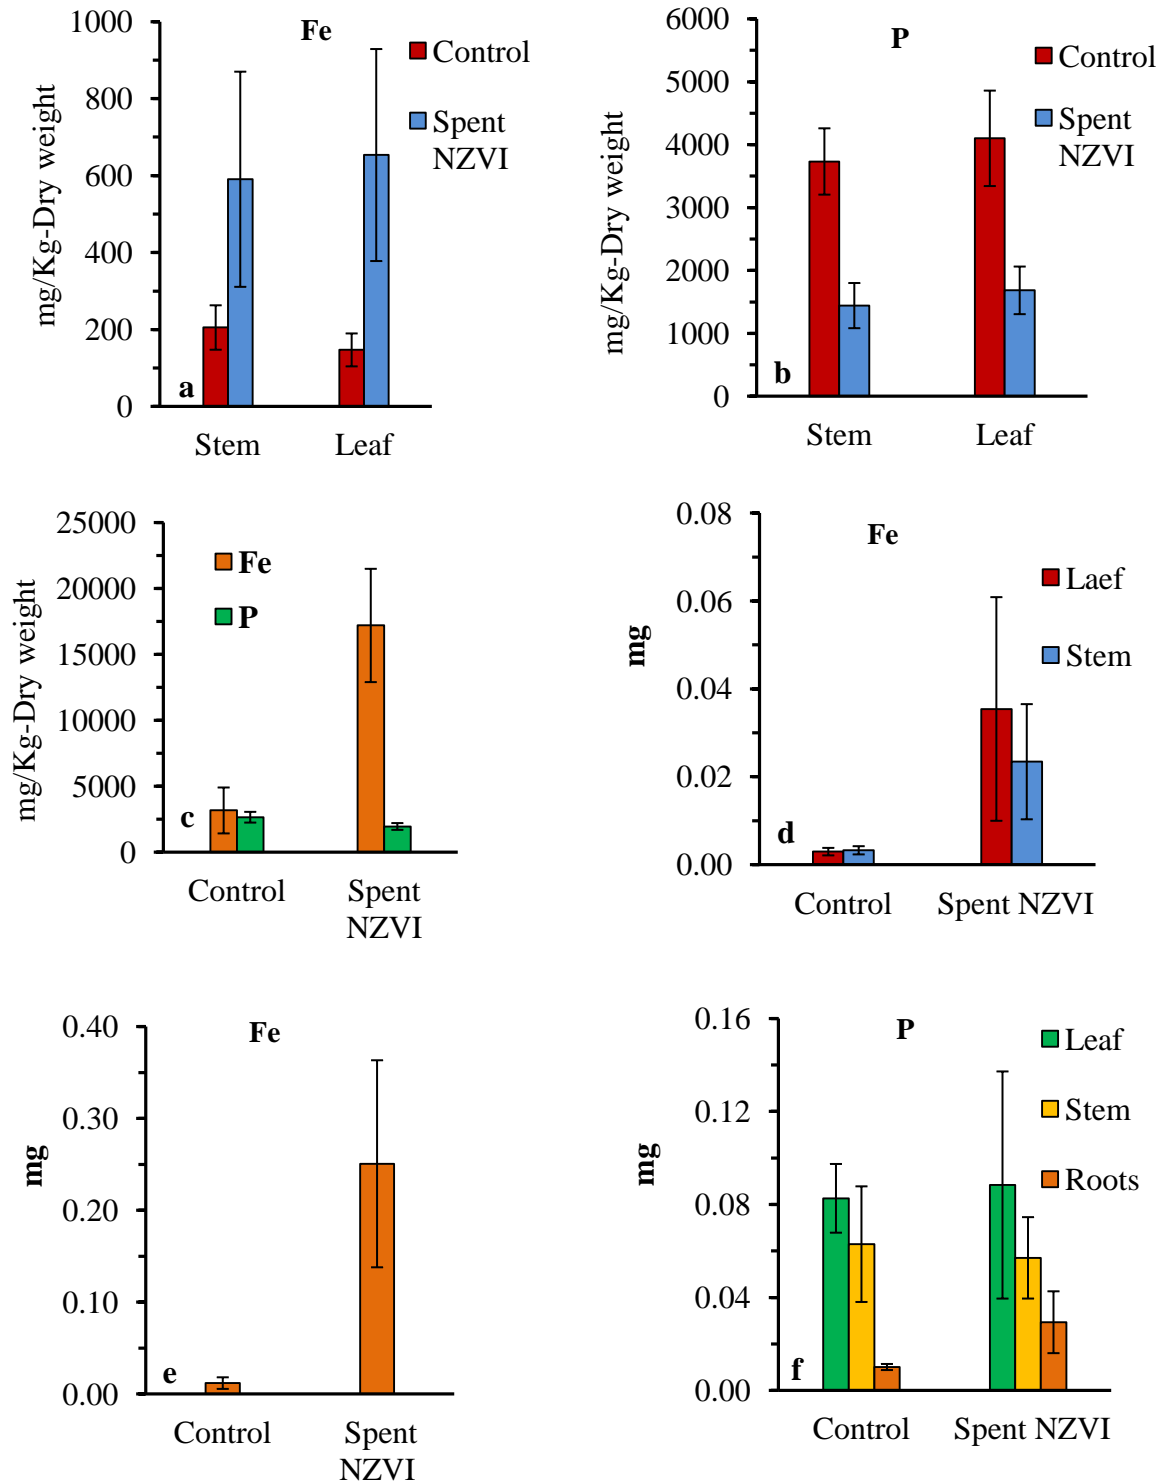 Fe
1000
800
600
400
200
0
mg/Kg-Dry weight
Control
Spent
NZVI
a
Stem
Leaf
P
6000
5000
4000
3000
2000
1000
0
mg/Kg-Dry weight
Control
Spent
NZVI
b
Stem
Leaf
25000
20000
15000
10000
5000
0
mg/Kg-Dry weight
Fe
P
c
Control
Spent
NZVI
Fe
0.08
0.06
0.04
0.02
0.00
mg
Laef
Stem
d
Control
Spent NZVI
Fe
0.40
0.30
0.20
0.10
0.00
mg
e
Control
Spent
NZVI
P
0.16
0.12
0.08
0.04
0.00
mg
Leaf
Stem
Roots
f
Control
Spent NZVI